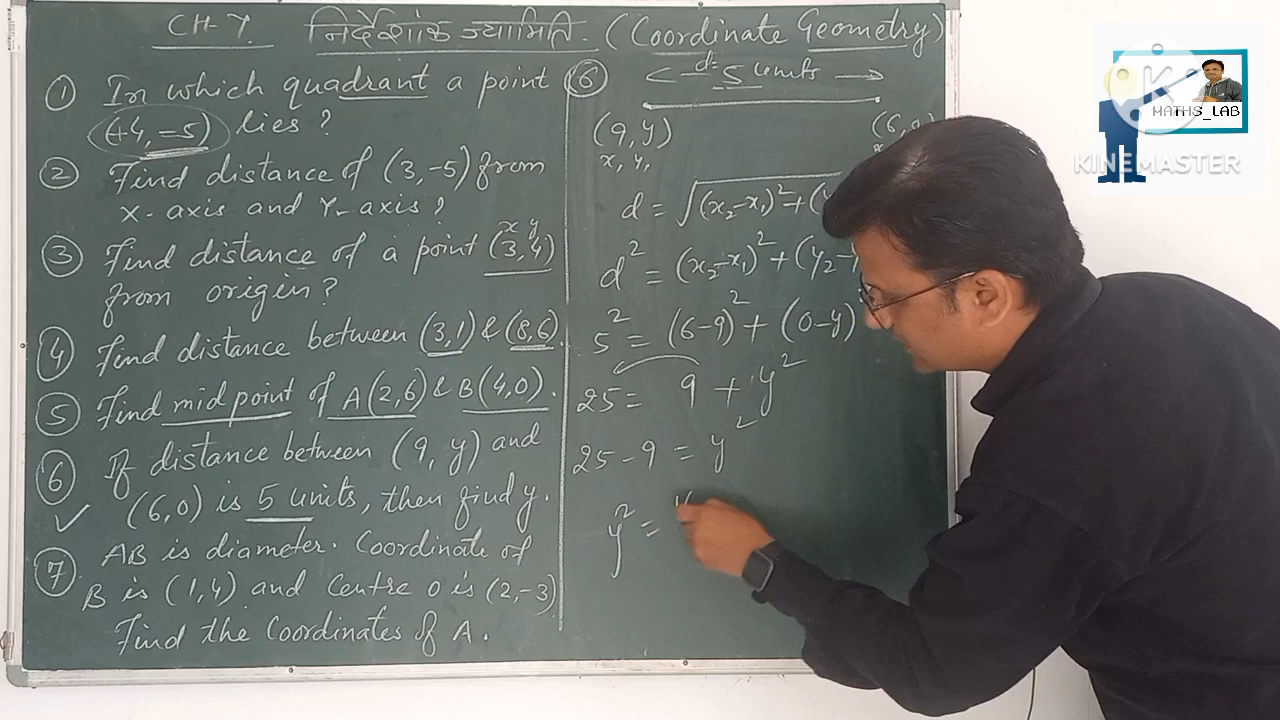 CH-7 निर्देशांक ज्यामिति. (Coordinate Geometry)
① In which quadrant a point
(+4, -5) lies?
② Find distance of (3, -5) from
X-axis and Y-axis?
x y
③ Find distance of a point (3, 4)
from origin?
④ Find distance between (3, 1) & (8, 6).
⑤ Find mid point of A(2, 6) & B(4, 0).
⑥ If distance between (9, y) and
(6, 0) is 5 units, then find y.
⑦ AB is diameter. Coordinate of
B is (1, 4) and Centre O is (2, -3)
Find the Coordinates of A.
⑥ d= 5 units
(9, y) (6,
x, y,
d = √(x₂-x₁)² + (
d² = (x₂-x₁)² + (y₂-
5² = (6-9)² + (0-y)
25 = 9 + y²
25 - 9 = y²
y² =
MATHS_LAB
K
KINEMASTER